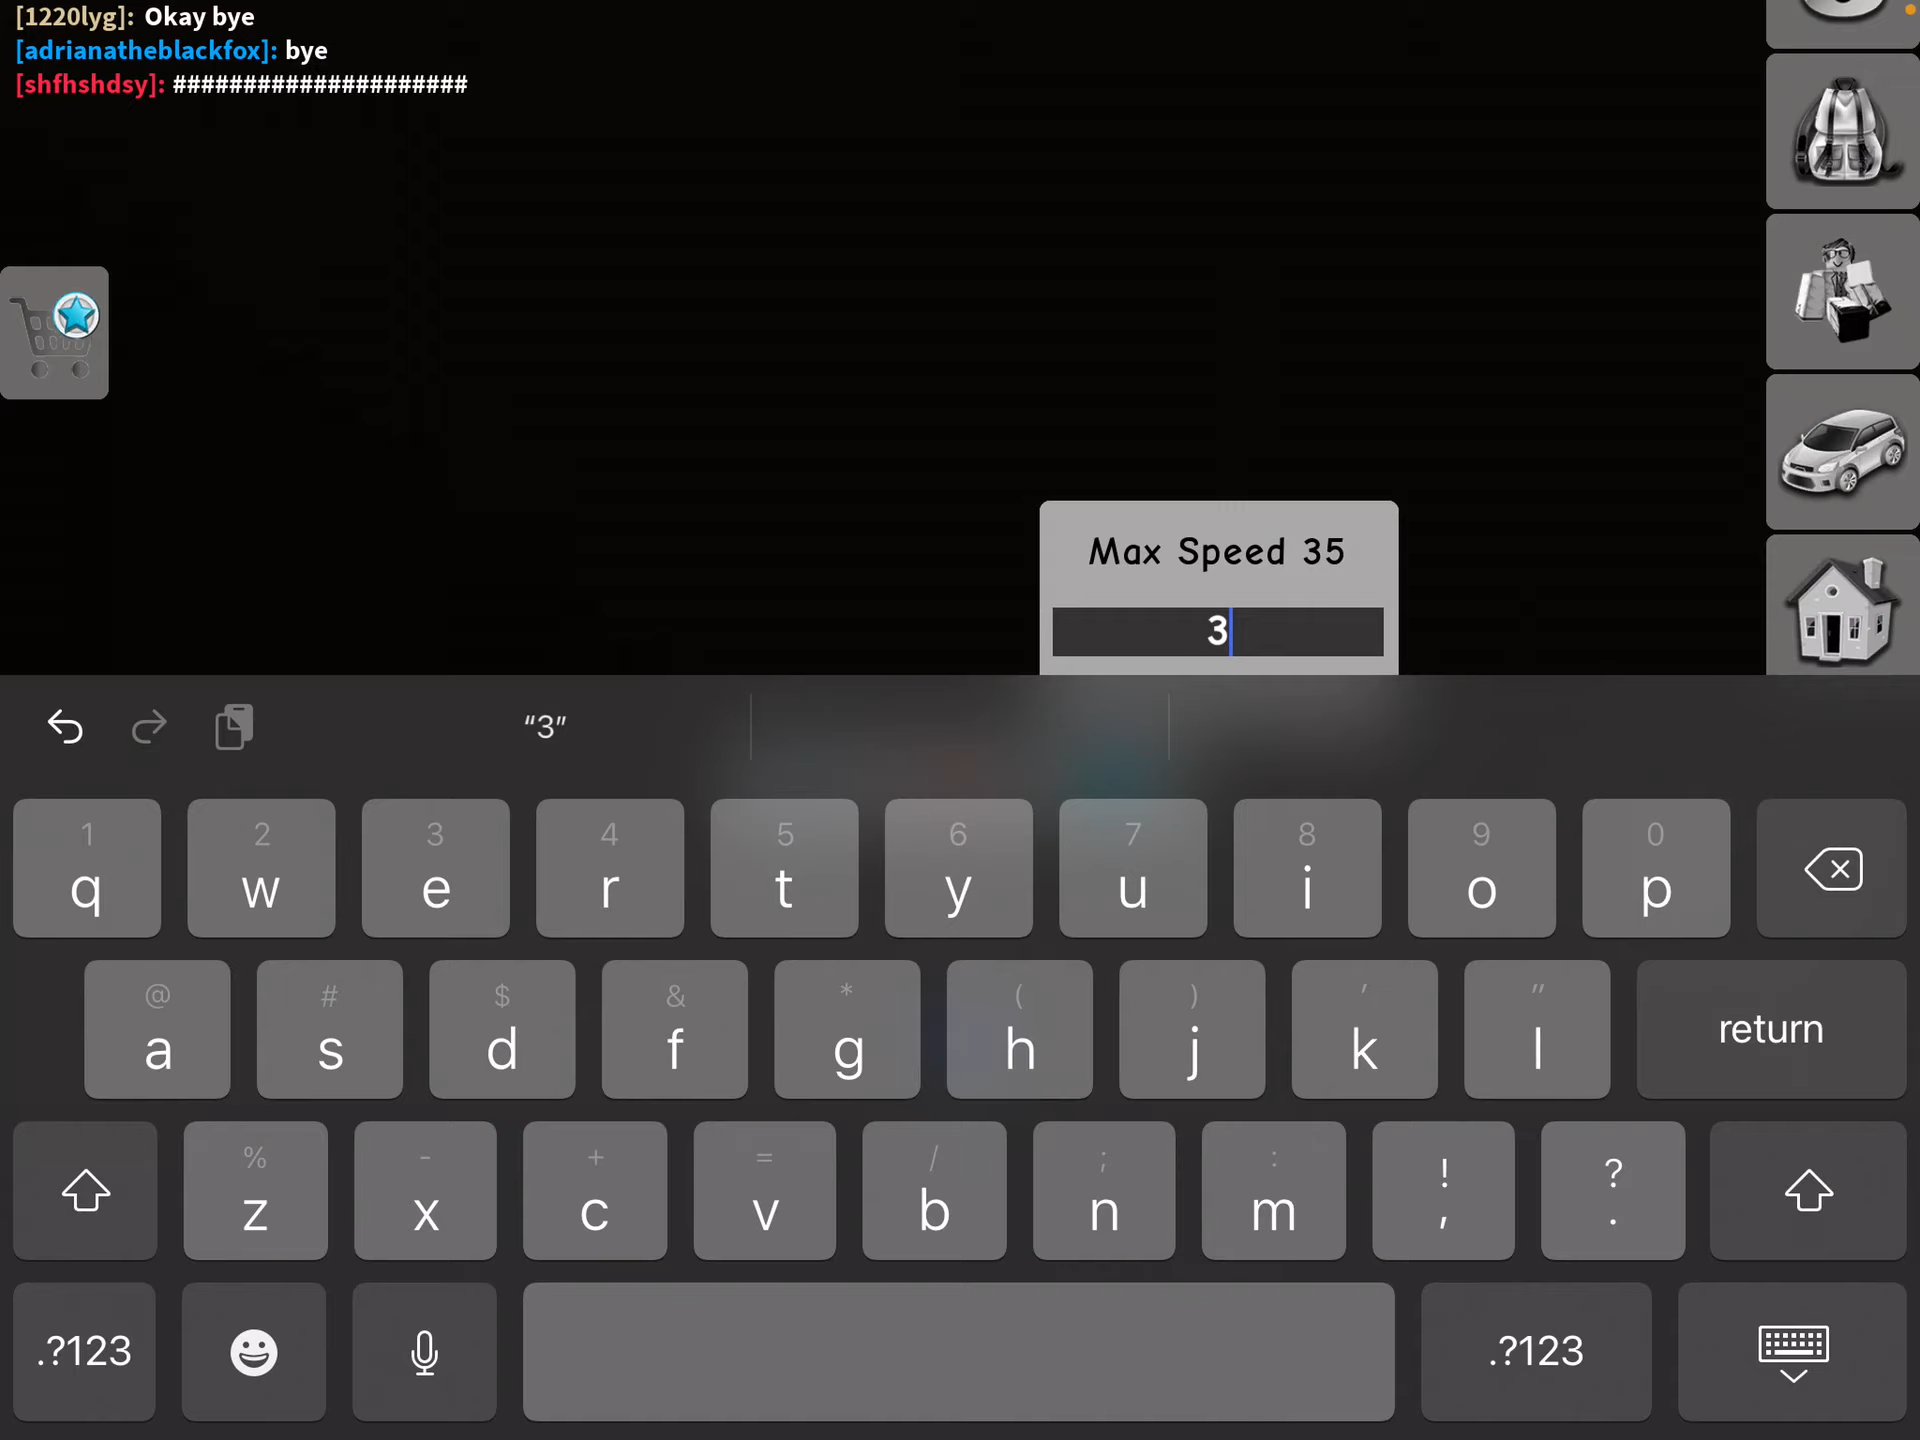 [1220lyg]: Okay bye
[adrianatheblackfox]: bye
[shfhshdsy]: #####################
Max Speed 35
3
“3”
1 2 3 4 5 6 7 8 9 0
q w e r t y u i o p
@ # $ & * ( ) ' "
a s d f g h j k l return
% - + = / ; : ! ?
z x c v b n m , .
.?123 .?123